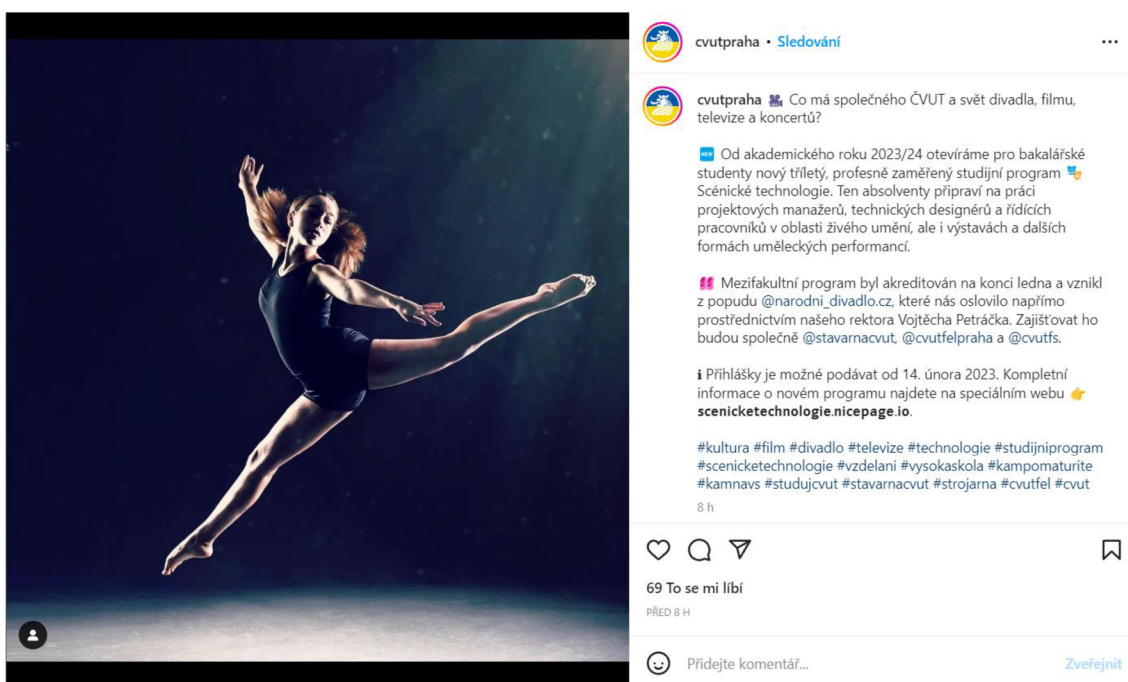 cvutpraha • Sledování
cvutpraha 🎥 Co má společného ČVUT a svět divadla, filmu,
televize a koncertů?
🆕 Od akademického roku 2023/24 otevíráme pro bakalářské
studenty nový tříletý, profesně zaměřený studijní program 🎭
Scénické technologie. Ten absolventy připraví na práci
projektových manažerů, technických designérů a řídících
pracovníků v oblasti živého umění, ale i výstavách a dalších
formách uměleckých performancí.
🩰 Mezifakultní program byl akreditován na konci ledna a vznikl
z popudu @narodni_divadlo.cz, které nás oslovilo napřímo
prostřednictvím našeho rektora Vojtěcha Petráčka. Zajišťovat ho
budou společně @stavarnacvut, @cvutfelpraha a @cvutfs.
ℹ Přihlášky je možné podávat od 14. února 2023. Kompletní
informace o novém programu najdete na speciálním webu 👉
scenicketechnologie.nicepage.io.
#kultura #film #divadlo #televize #technologie #studijniprogram
#scenicketechnologie #vzdelani #vysokaskola #kampomaturite
#kamnavs #studujcvut #stavarnacvut #strojarna #cvutfel #cvut
8 h
69 To se mi líbí
PŘED 8 H
Přidejte komentář...
Zveřejnit